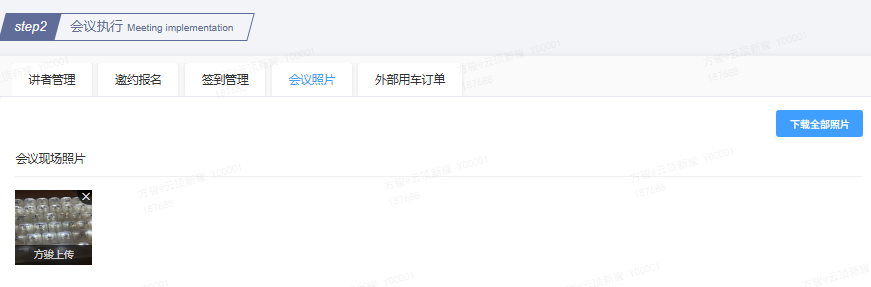 step2 会议执行 Meeting implementation
讲者管理 邀约报名 签到管理 会议照片 外部用车订单
下载全部照片
会议现场照片
方骏上传